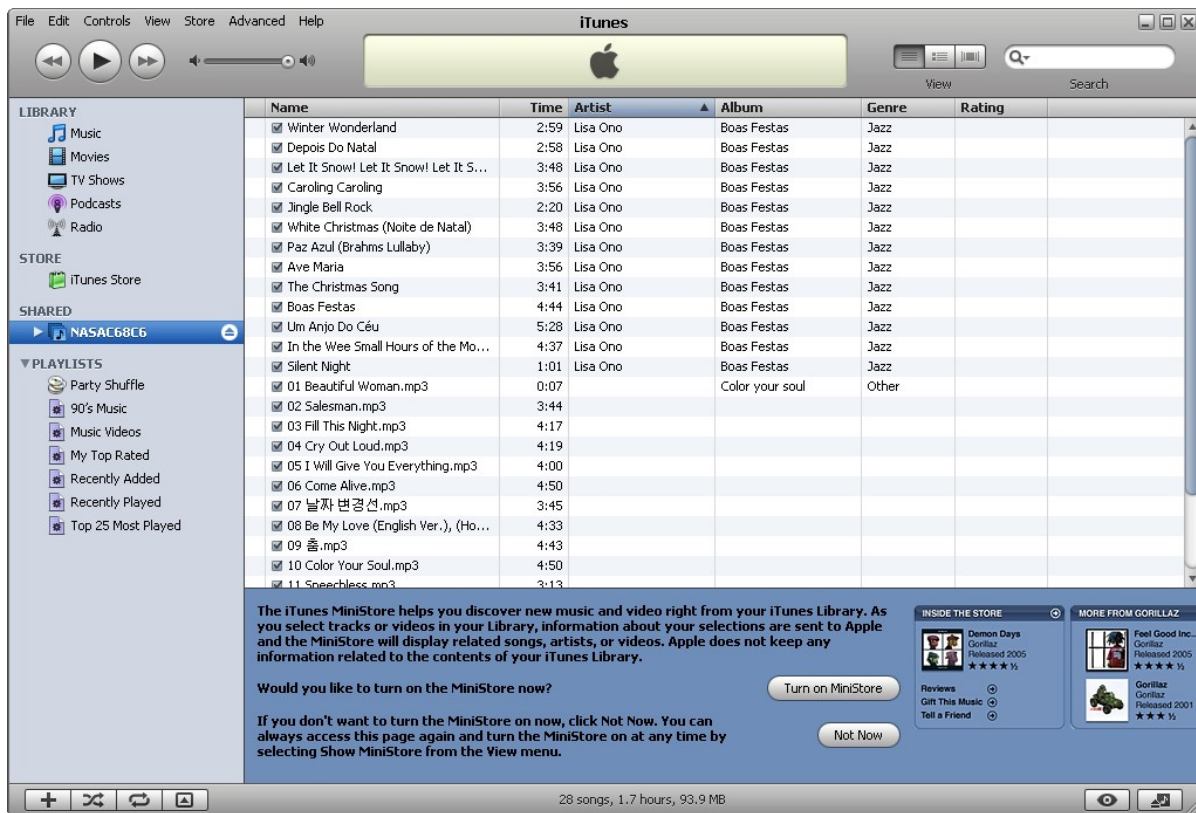 File Edit Controls View Store Advanced Help
iTunes
View
Search
LIBRARY
Music
Movies
TV Shows
Podcasts
Radio
STORE
iTunes Store
SHARED
NASAC68C6
PLAYLISTS
Party Shuffle
90's Music
Music Videos
My Top Rated
Recently Added
Recently Played
Top 25 Most Played
Name Time Artist Album Genre Rating
Winter Wonderland 2:59 Lisa Ono Boas Festas Jazz
Depois Do Natal 2:58 Lisa Ono Boas Festas Jazz
Let It Snow! Let It Snow! Let It S... 3:48 Lisa Ono Boas Festas Jazz
Caroling Caroling 3:56 Lisa Ono Boas Festas Jazz
Jingle Bell Rock 2:20 Lisa Ono Boas Festas Jazz
White Christmas (Noite de Natal) 3:48 Lisa Ono Boas Festas Jazz
Paz Azul (Brahms Lullaby) 3:39 Lisa Ono Boas Festas Jazz
Ave Maria 3:56 Lisa Ono Boas Festas Jazz
The Christmas Song 3:41 Lisa Ono Boas Festas Jazz
Boas Festas 4:44 Lisa Ono Boas Festas Jazz
Um Anjo Do Céu 5:28 Lisa Ono Boas Festas Jazz
In the Wee Small Hours of the Mo... 4:37 Lisa Ono Boas Festas Jazz
Silent Night 1:01 Lisa Ono Boas Festas Jazz
01 Beautiful Woman.mp3 0:07 Color your soul Other
02 Salesman.mp3 3:44
03 Fill This Night.mp3 4:17
04 Cry Out Loud.mp3 4:19
05 I Will Give You Everything.mp3 4:00
06 Come Alive.mp3 4:50
07 날짜 변경선.mp3 3:45
08 Be My Love (English Ver.), (Ho... 4:33
09 춤.mp3 4:43
10 Color Your Soul.mp3 4:50
11 Speechless.mp3 3:13
The iTunes MiniStore helps you discover new music and video right from your iTunes Library. As
you select tracks or videos in your Library, information about your selections are sent to Apple
and the MiniStore will display related songs, artists, or videos. Apple does not keep any
information related to the contents of your iTunes Library.
Would you like to turn on the MiniStore now?
Turn on MiniStore
If you don't want to turn the MiniStore on now, click Not Now. You can
always access this page again and turn the MiniStore on at any time by
selecting Show MiniStore from the View menu.
Not Now
INSIDE THE STORE
Demon Days
Gorillaz
Released 2005
Reviews
Gift This Music
Tell a Friend
MORE FROM GORILLAZ
Feel Good Inc...
Gorillaz
Released 2005
Gorillaz
Gorillaz
Released 2001
28 songs, 1.7 hours, 93.9 MB